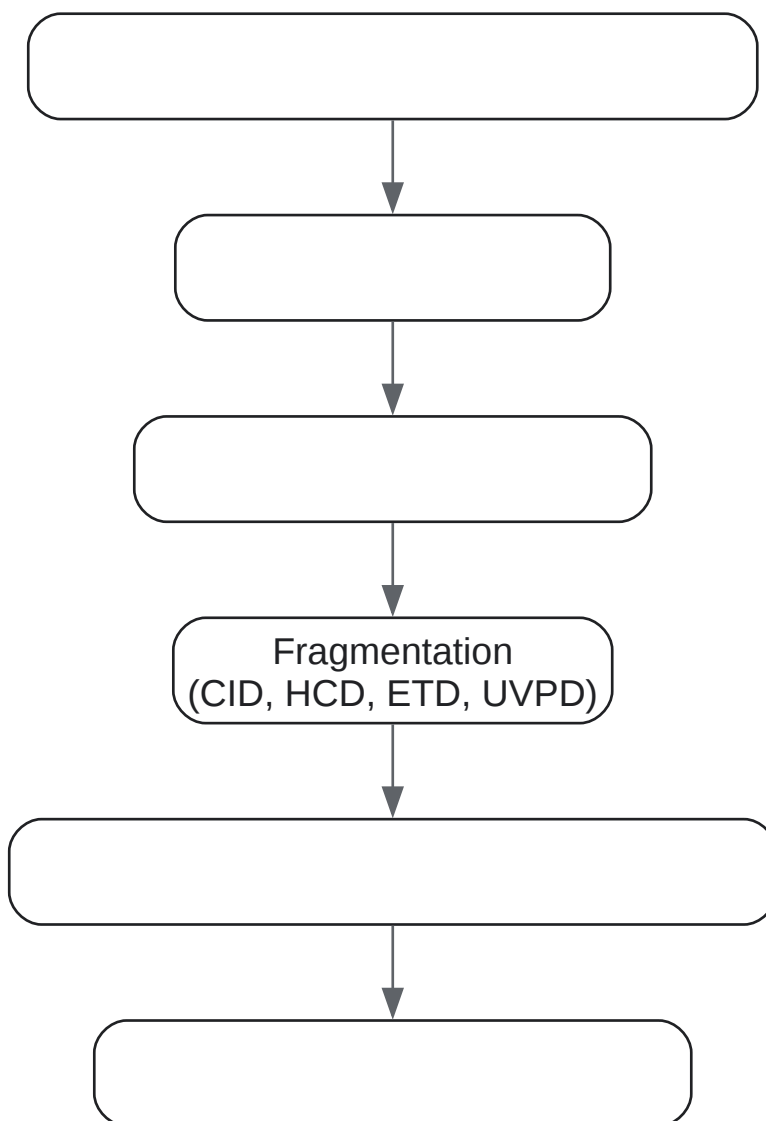 Fragmentation
(CID, HCD, ETD, UVPD)